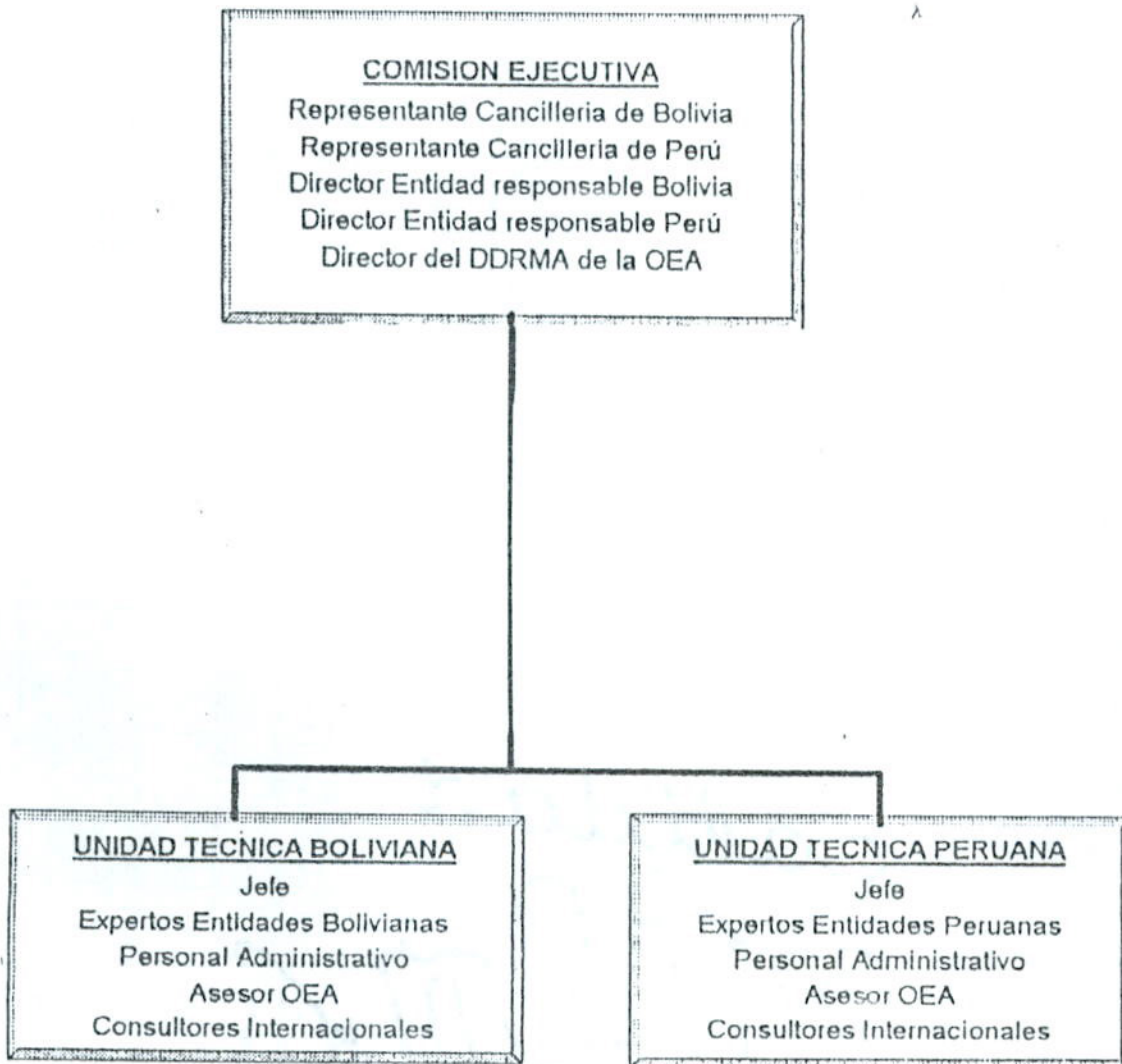 COMISION EJECUTIVA
Representante Cancilleria de Bolivia
Representante Cancilleria de Perú
Director Entidad responsable Bolivia
Director Entidad responsable Perú
Director del DDRMA de la OEA
UNIDAD TECNICA BOLIVIANA
Jefe
Expertos Entidades Bolivianas
Personal Administrativo
Asesor OEA
Consultores Internacionales
UNIDAD TECNICA PERUANA
Jefe
Expertos Entidades Peruanas
Personal Administrativo
Asesor OEA
Consultores Internacionales